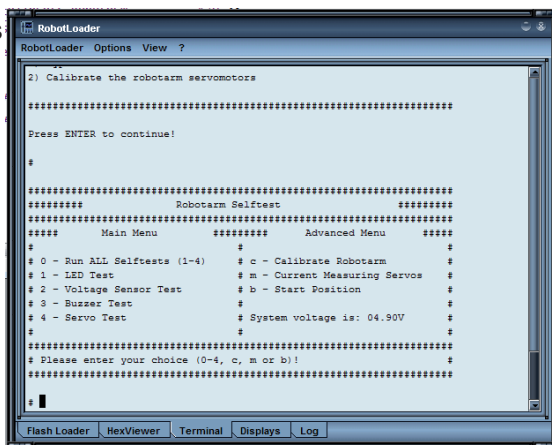 RobotLoader
RobotLoader Options View ?
2) Calibrate the robotarm servomotors
#######################################################################
Press ENTER to continue!
#
#######################################################################
######### Robotarm Selftest #########
#######################################################################
##### Main Menu ######### Advanced Menu #####
# # #
# 0 - Run ALL Selftests (1-4) # c - Calibrate Robotarm #
# 1 - LED Test # m - Current Measuring Servos #
# 2 - Voltage Sensor Test # b - Start Position #
# 3 - Buzzer Test # #
# 4 - Servo Test # System voltage is: 04.90V #
# # #
#######################################################################
# Please enter your choice (0-4, c, m or b)! #
#######################################################################
#
Flash Loader HexViewer Terminal Displays Log